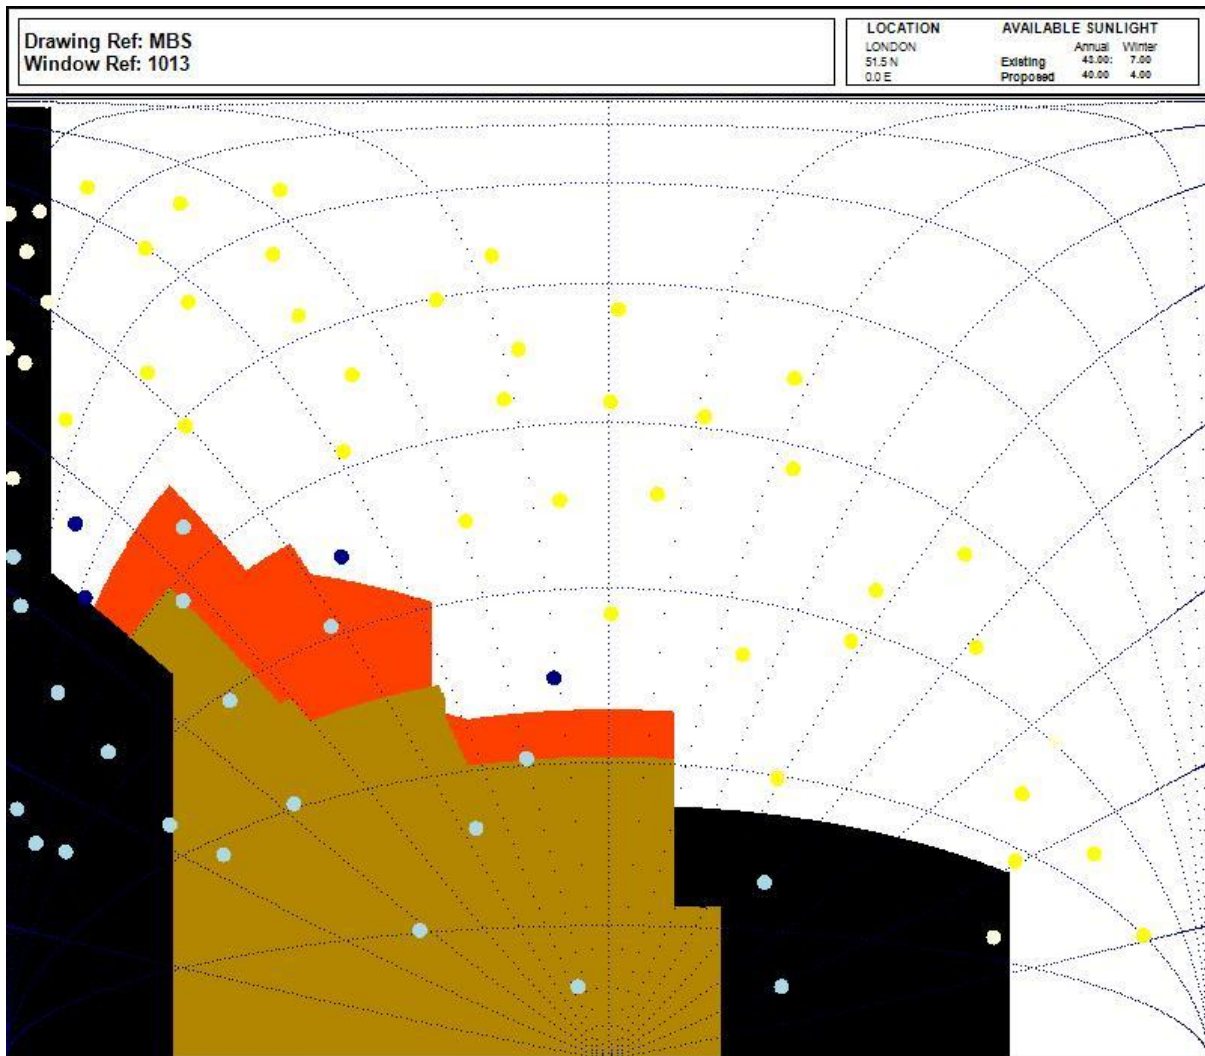 Drawing Ref: MBS
Window Ref: 1013
LOCATION
LONDON
51.5 N
0.0 E
AVAILABLE SUNLIGHT
Annual Winter
Existing 43.00: 7.00
Proposed 40.00 4.00